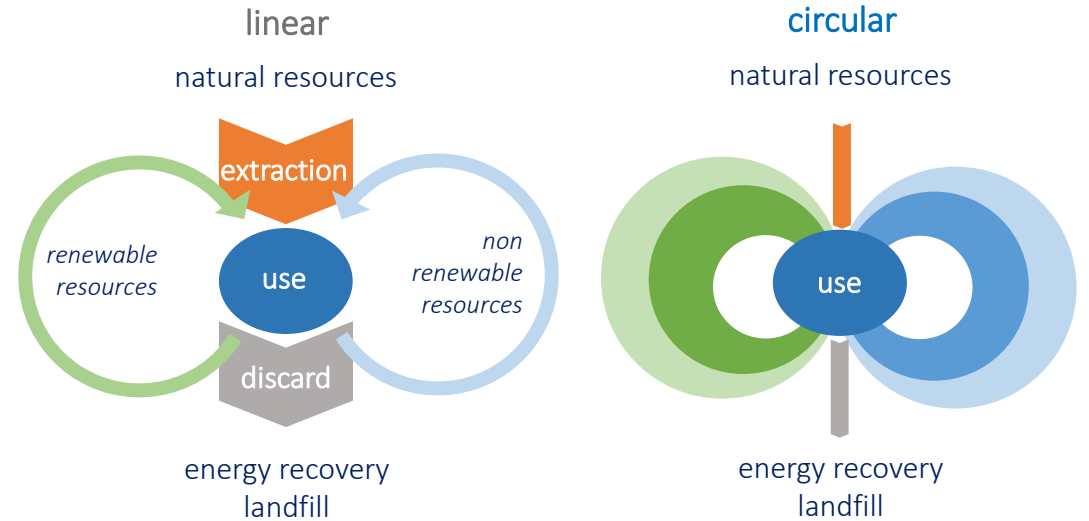 linear
natural resources
extraction
renewable
resources
use
non
renewable
resources
discard
energy recovery
landfill
circular
natural resources
use
energy recovery
landfill